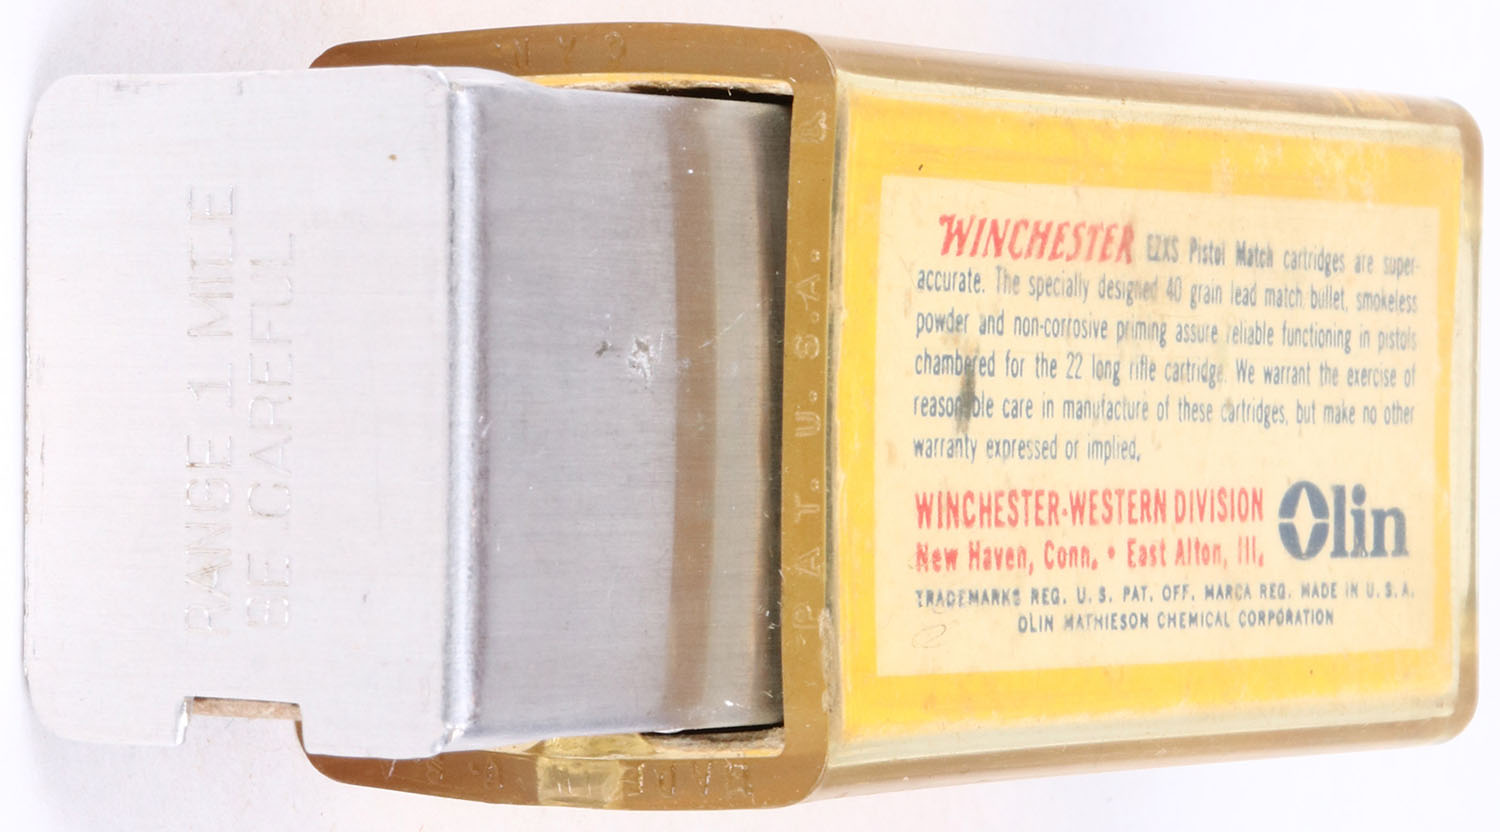 RANGE 1 MILE
BE CAREFUL
PAT. U.S.A.
WINCHESTER EZXS Pistol Match cartridges are super-
accurate. The specially designed 40 grain lead match bullet, smokeless
powder and non-corrosive priming assure reliable functioning in pistols
chambered for the 22 long rifle cartridge. We warrant the exercise of
reasonable care in manufacture of these cartridges, but make no other
warranty expressed or implied.
WINCHESTER-WESTERN DIVISION
New Haven, Conn. • East Alton, Ill.
Olin
TRADEMARKS REG. U. S. PAT. OFF. MARCA REG. MADE IN U. S. A.
OLIN MATHIESON CHEMICAL CORPORATION